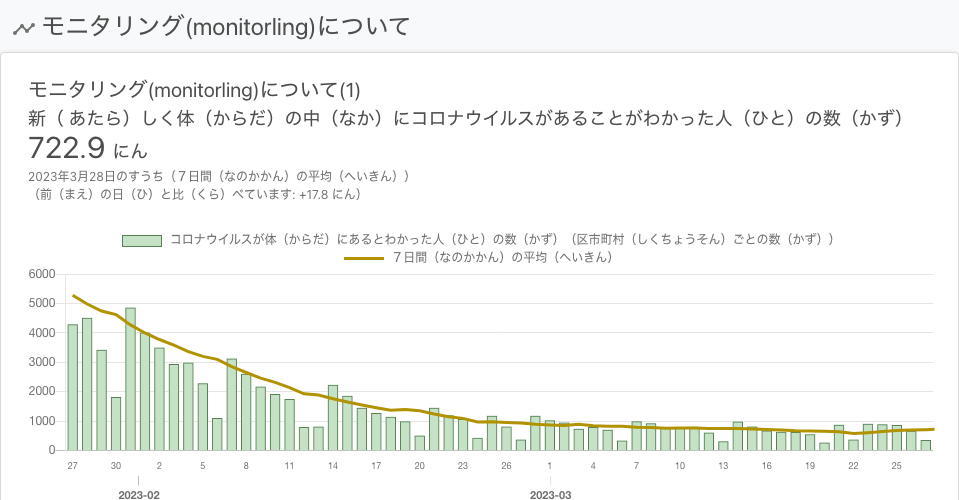 モニタリング(monitorling)について
モニタリング(monitorling)について(1)
新（ あたら）しく体（からだ）の中（なか）にコロナウイルスがあることがわかった人（ひと）の数（かず）
722.9 にん
2023年3月28日のすうち（７日間（なのかかん）の平均（へいきん））
（前（まえ）の日（ひ）と比（くら）べています: +17.8 にん）
コロナウイルスが体（からだ）にあるとわかった人（ひと）の数（かず）（区市町村（しくちょうそん）ごとの数（かず））
７日間（なのかかん）の平均（へいきん）
6000
5000
4000
3000
2000
1000
0
27 30 2 5 8 11 14 17 20 23 26 1 4 7 10 13 16 19 22 25
2023-02 2023-03